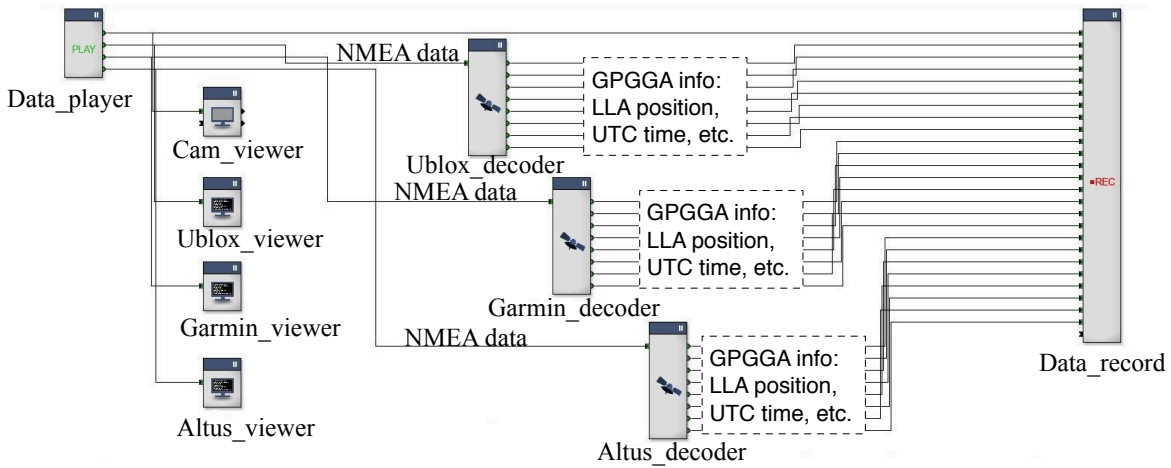 PLAY
Data_player
Cam_viewer
Ublox_viewer
Garmin_viewer
Altus_viewer
NMEA data
GPGGA info:
LLA position,
UTC time, etc.
Ublox_decoder
NMEA data
GPGGA info:
LLA position,
UTC time, etc.
Garmin_decoder
NMEA data
GPGGA info:
LLA position,
UTC time, etc.
Altus_decoder
REC
Data_record